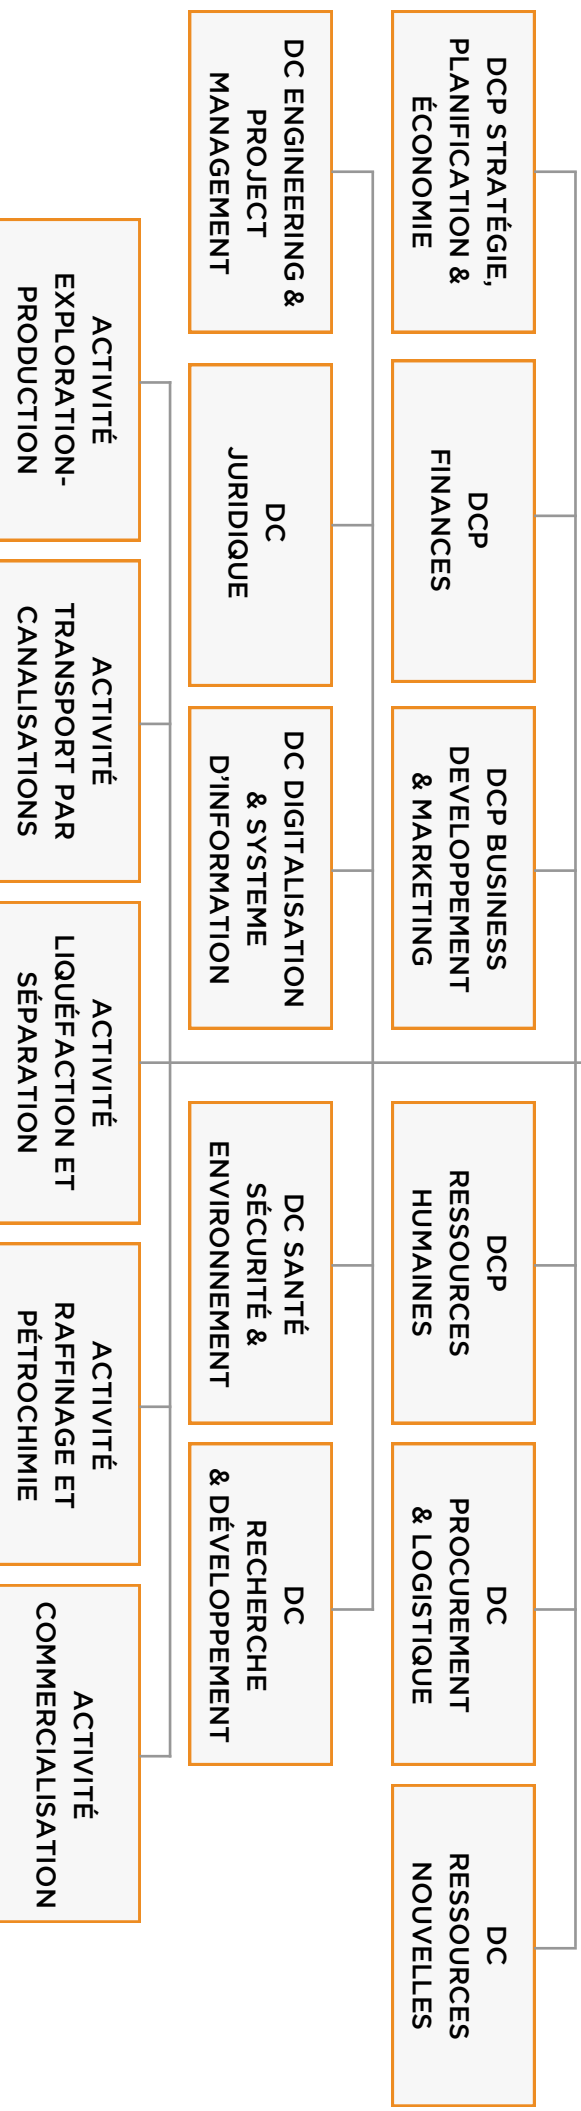 DCP STRATÉGIE,
PLANIFICATION &
ÉCONOMIE
DCP
FINANCES
DCP BUSINESS
DEVELOPPEMENT
& MARKETING
DCP
RESSOURCES
HUMAINES
DC
PROCUREMENT
& LOGISTIQUE
DC
RESSOURCES
NOUVELLES
DC ENGINEERING &
PROJECT
MANAGEMENT
DC
JURIDIQUE
DC DIGITALISATION
& SYSTEME
D'INFORMATION
DC SANTÉ
SÉCURITÉ &
ENVIRONNEMENT
DC
RECHERCHE
& DÉVELOPPEMENT
ACTIVITÉ
EXPLORATION-
PRODUCTION
ACTIVITÉ
TRANSPORT PAR
CANALISATIONS
ACTIVITÉ
LIQUÉFACTION ET
SÉPARATION
ACTIVITÉ
RAFFINAGE ET
PÉTROCHIMIE
ACTIVITÉ
COMMERCIALISATION